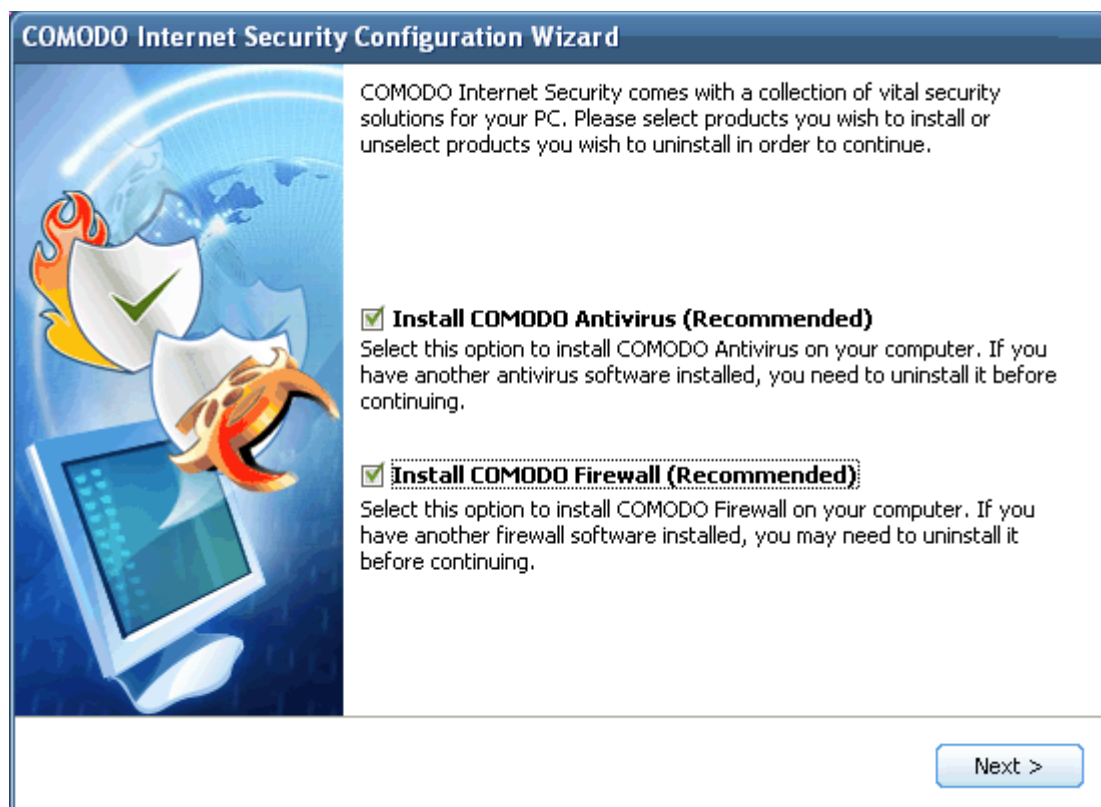 COMODO Internet Security Configuration Wizard
COMODO Internet Security comes with a collection of vital security
solutions for your PC. Please select products you wish to install or
unselect products you wish to uninstall in order to continue.
Install COMODO Antivirus (Recommended)
Select this option to install COMODO Antivirus on your computer. If you
have another antivirus software installed, you need to uninstall it before
continuing.
Install COMODO Firewall (Recommended)
Select this option to install COMODO Firewall on your computer. If you
have another firewall software installed, you may need to uninstall it
before continuing.
Next >